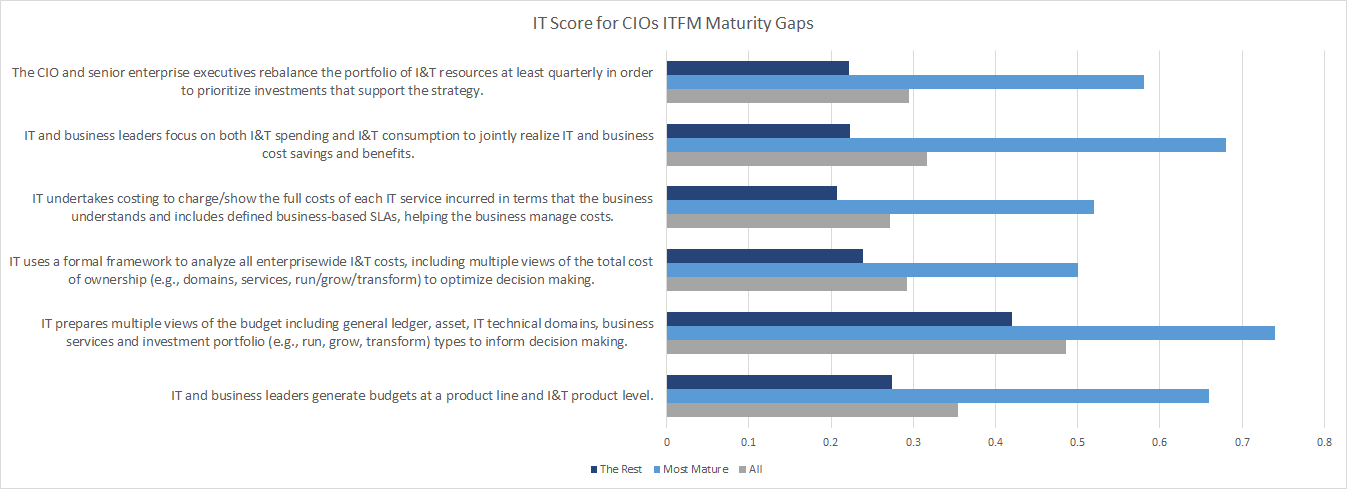 IT Score for CIOs ITFM Maturity Gaps
The CIO and senior enterprise executives rebalance the portfolio of I&T resources at least quarterly in order
to prioritize investments that support the strategy.
IT and business leaders focus on both I&T spending and I&T consumption to jointly realize IT and business
cost savings and benefits.
IT undertakes costing to charge/show the full costs of each IT service incurred in terms that the business
understands and includes defined business-based SLAs, helping the business manage costs.
IT uses a formal framework to analyze all enterprisewide I&T costs, including multiple views of the total cost
of ownership (e.g., domains, services, run/grow/transform) to optimize decision making.
IT prepares multiple views of the budget including general ledger, asset, IT technical domains, business
services and investment portfolio (e.g., run, grow, transform) types to inform decision making.
IT and business leaders generate budgets at a product line and I&T product level.
0 0.1 0.2 0.3 0.4 0.5 0.6 0.7 0.8
The Rest Most Mature All